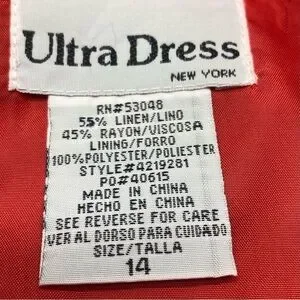 Ultra Dress
NEW YORK
RN#53048
55% LINEN/LINO
45% RAYON/VISCOSA
LINING/FORRO
100%POLYESTER/POLIESTER
STYLE#4219281
PO#40615
MADE IN CHINA
HECHO EN CHINA
SEE REVERSE FOR CARE
VER AL DORSO PARA CUIDADO
SIZE/TALLA
14